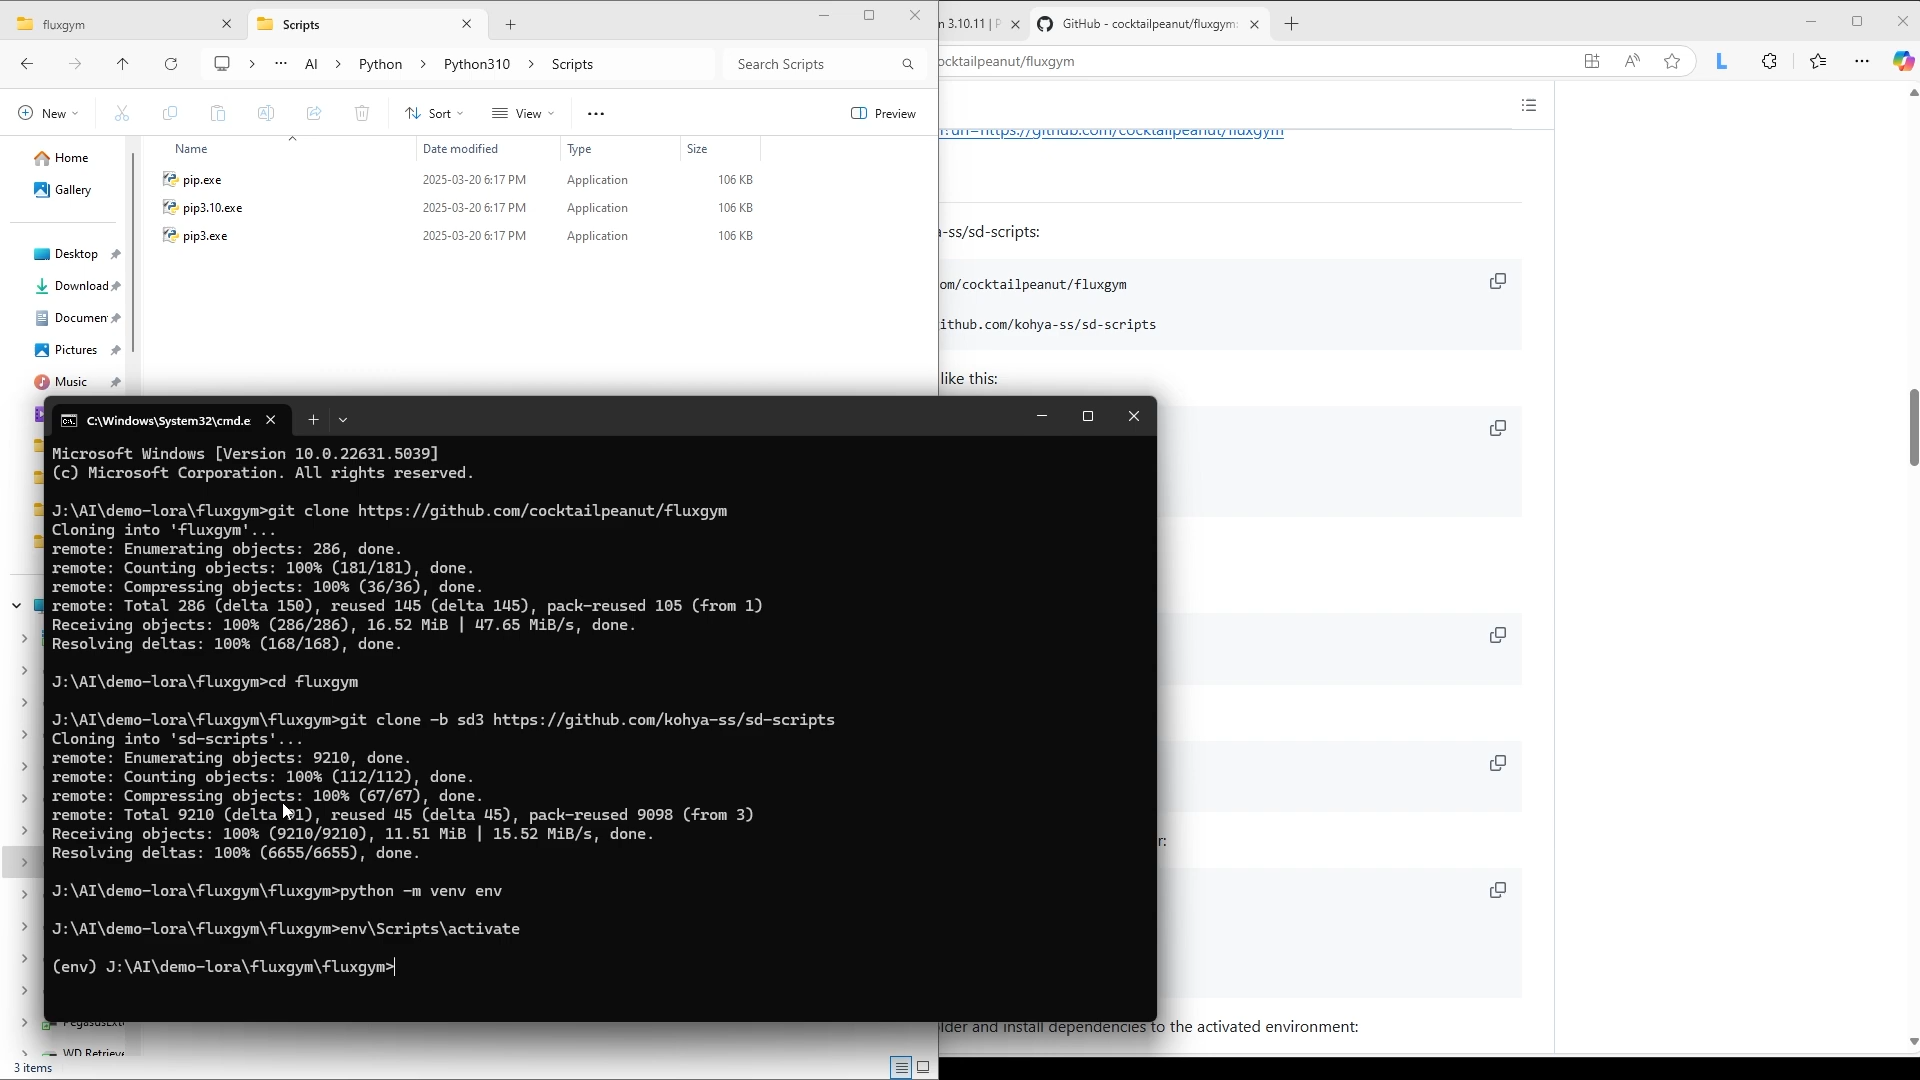 fluxgym
Scripts
n 3.10.11 | P
GitHub - cocktailpeanut/fluxgym:
AI
Python
Python310
Scripts
Search Scripts
ocktailpeanut/fluxgym
New
Sort
View
Preview
Name
Date modified
Type
Size
?url=https://github.com/cocktailpeanut/fluxgym
Home
Gallery
Desktop
Download
Documen
Pictures
Music
pip.exe 2025-03-20 6:17 PM Application 106 KB
pip3.10.exe 2025-03-20 6:17 PM Application 106 KB
pip3.exe 2025-03-20 6:17 PM Application 106 KB
a-ss/sd-scripts:
om/cocktailpeanut/fluxgym
ithub.com/kohya-ss/sd-scripts
like this:
C:\Windows\System32\cmd.e
Microsoft Windows [Version 10.0.22631.5039]
(c) Microsoft Corporation. All rights reserved.
J:\AI\demo-lora\fluxgym>git clone https://github.com/cocktailpeanut/fluxgym
Cloning into 'fluxgym'...
remote: Enumerating objects: 286, done.
remote: Counting objects: 100% (181/181), done.
remote: Compressing objects: 100% (36/36), done.
remote: Total 286 (delta 150), reused 145 (delta 145), pack-reused 105 (from 1)
Receiving objects: 100% (286/286), 16.52 MiB | 47.65 MiB/s, done.
Resolving deltas: 100% (168/168), done.
J:\AI\demo-lora\fluxgym>cd fluxgym
J:\AI\demo-lora\fluxgym\fluxgym>git clone -b sd3 https://github.com/kohya-ss/sd-scripts
Cloning into 'sd-scripts'...
remote: Enumerating objects: 9210, done.
remote: Counting objects: 100% (112/112), done.
remote: Compressing objects: 100% (67/67), done.
remote: Total 9210 (delta 91), reused 45 (delta 45), pack-reused 9098 (from 3)
Receiving objects: 100% (9210/9210), 11.51 MiB | 15.52 MiB/s, done.
Resolving deltas: 100% (6655/6655), done.
J:\AI\demo-lora\fluxgym\fluxgym>python -m venv env
J:\AI\demo-lora\fluxgym\fluxgym>env\Scripts\activate
(env) J:\AI\demo-lora\fluxgym\fluxgym>
r:
lder and install dependencies to the activated environment:
PegasusExt
WD Retrieve
3 items